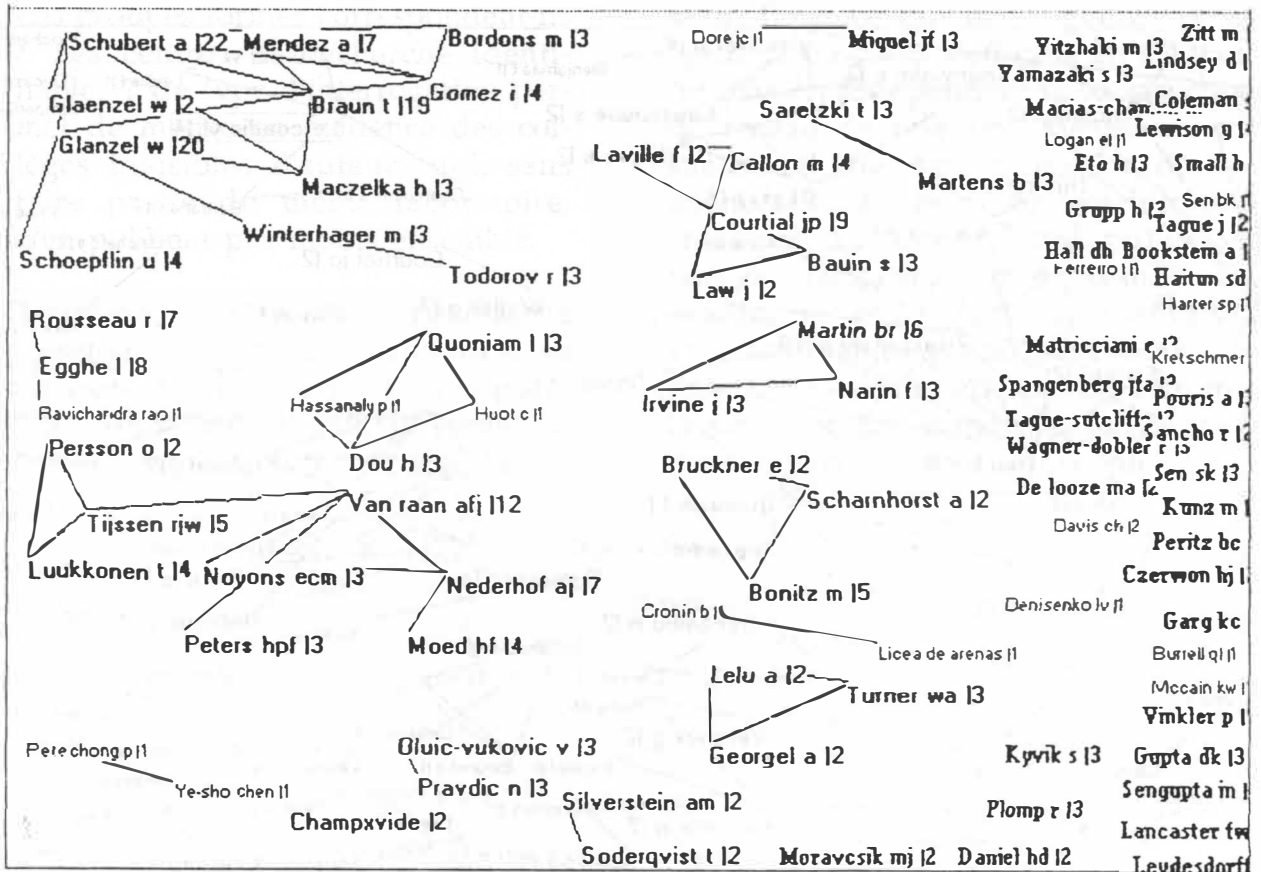 Schubert a |22
Mendez a |7
Bordons m |3
Glaenzel w |2
Braun t |19
Gomez i |4
Glanzel w |20
Maczelka h |3
Winterhager m |3
Schoepflin u |4
Todorov r |3
Rousseau r |7
Egghe l |8
Ravichandra rao |1
Quoniam l |3
Hassanaly p |1
Huot c |1
Dou h |3
Persson o |2
Tijssen rjw |5
Van raan afj |12
Luukkonen t |4
Noyons ecm |3
Nederhof aj |7
Peters hpf |3
Moed hf |4
Perechong p |1
Ye-sho chen |1
Champxvide |2
Oluic-vukovic v |3
Pravdic n |3
Silverstein am |2
Soderqvist t |2
Dore jc |1
Miquel jf |3
Saretzki t |3
Martens b |3
Laville f |2
Callon m |4
Courtial jp |9
Bauin s |3
Law j |2
Martin br |6
Irvine j |3
Narin f |3
Bruckner e |2
Scharnhorst a |2
Bonitz m |5
Cronin b |
Licea de arenas |1
Lelu a |2
Turner wa |3
Georgel a |2
Moravcsik mj |2
Daniel hd |2
Plomp r |3
Kyvik s |3
Zitt m
Yitzhaki m |3
Lindsey d |
Yamazaki s |3
Macias-cham
Coleman s
Lewison g |4
Logan el |1
Eto h |3
Small h
Sen bk |1
Grupp h |2
Tague j |2
Hall dh
Bookstein a |
Ferreiro l |1
Hartun sd
Harter sp |1
Matricciani e
Kretschmer
Spangenberg jfa
Pouris a |3
Tague-sutcliff
Sancho r |2
Wagner-dobler r
Sen sk |3
De looze ma |2
Kunz m |
Davis ch |2
Peritz bc
Czerwon hj |
Denisenko lv |1
Garg kc
Burrell ql |1
Mccain kw |
Vinkler p |
Gupta dk |3
Sengupta in |
Lancaster fw
Leydesdorff